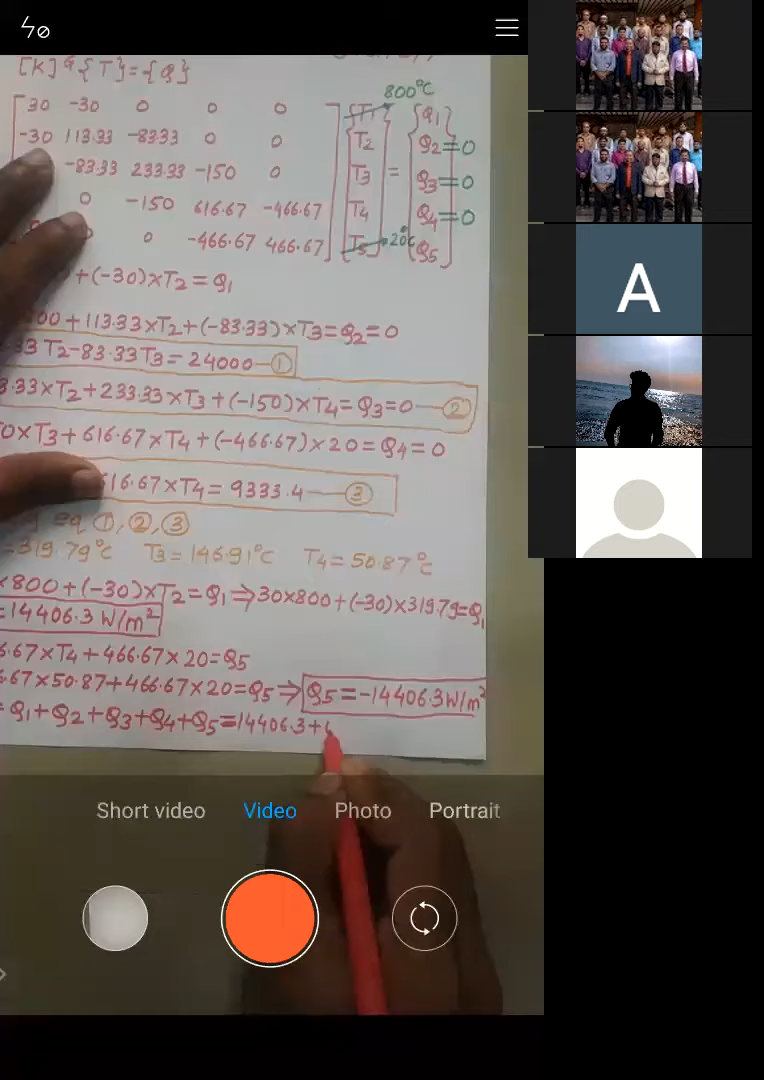 [K]ᴳ{T}={Q}
800°C
30 -30 0 0 0 T1 Q1
-30 113.33 -83.33 0 0 T2 Q2=0
-83.33 233.33 -150 0 T3 = Q3=0
0 -150 616.67 -466.67 T4 Q4=0
0 0 -466.67 466.67 T5 20°C Q5
+(-30)×T2=Q1
00+113.33×T2+(-83.33)×T3=Q2=0
.33 T2-83.33T3=24000-①
3.33×T2+233.33×T3+(-150)×T4=Q3=0-②
0×T3+616.67×T4+(-466.67)×20=Q4=0
616.67×T4=9333.4-③
eq ①,②,③
=319.79°C T3=146.91°C T4=50.87°C
×800+(-30)×T2=Q1⇒30×800+(-30)×319.79=Q1
=14406.3 W/m²
6.67×T4+466.67×20=Q5
6.67×50.87+466.67×20=Q5⇒Q5=-14406.3W/m²
=Q1+Q2+Q3+Q4+Q5=14406.3+
Short video Video Photo Portrait
A